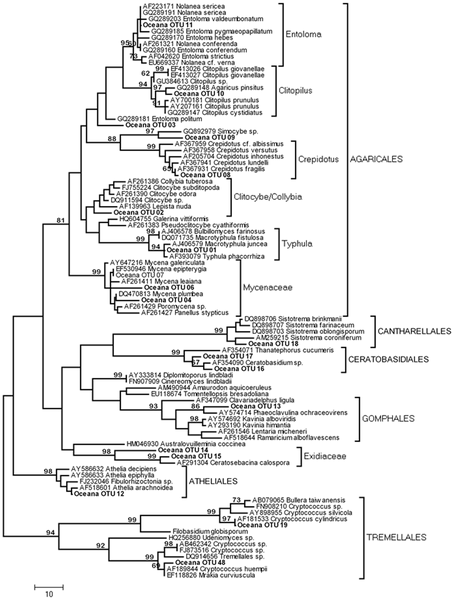 AF223171 Nolanea sericea
GQ289191 Nolanea sericea
GQ289203 Entoloma valdeumbonatum
Oceana OTU 11
GQ289185 Entoloma pygmaeopapillatum
GQ289170 Entoloma hebes
AF261321 Nolanea conferenda
GQ289160 Entoloma conferendum
AF042620 Entoloma strictius
EU669337 Nolanea cf. verna
Entoloma
EF413026 Clitopilus giovanellae
EF413027 Clitopilus giovanellae
GU384613 Clitopilus sp.
GQ289148 Agaricus pinsitus
Oceana OTU 10
AY700181 Clitopilus prunulus
AY207161 Clitopilus prunulus
GQ289147 Clitopilus cystidiatus
Clitopilus
GQ289181 Entoloma politum
Oceana OTU 03
GQ892979 Simocybe sp.
Oceana OTU 09
AF367959 Crepidotus cf. albissimus
AF367958 Crepidotus versutus
AF205704 Crepidotus inhonestus
AF367941 Crepidotus lundelli
AF367931 Crepidotus fragilis
Oceana OTU 08
Crepidotus
AGARICALES
AF261386 Collybia tuberosa
FJ755224 Clitocybe subditopoda
AF261390 Clitocybe odora
DQ911594 Clitocybe sp.
AF139963 Lepista nuda
Oceana OTU 02
Clitocybe/Collybia
HQ604755 Galerina vittiformis
AF261383 Pseudoclitocybe cyathiformis
AJ406578 Bulbillomyces farinosus
DQ071735 Macrotyphula fistulosa
AJ406579 Macrotyphula juncea
Oceana OTU 01
AF393079 Typhula phacorrhiza
Typhula
AY647216 Mycena galericulata
EF530946 Mycena epipterygia
Oceana OTU 07
AF261411 Mycena leaiana
Oceana OTU 06
DQ470813 Mycena plumbea
Oceana OTU 04
AF261429 Poromycena sp.
AF261427 Panellus stypticus
Mycenaceae
DQ898706 Sistotrema brinkmanii
DQ898707 Sistotrema farinaceum
DQ898703 Sistotrema oblongisporum
AM259215 Sistotrema coroniferum
Oceana OTU 18
CANTHARELLALES
AF354071 Thanatephorus cucumeris
Oceana OTU 17
AF354090 Ceratobasidium sp.
Oceana OTU 16
CERATOBASIDIALES
AY333814 Diplomitoporus lindbladi
FN907909 Cinereomyces lindbladi
AM490944 Amaurodon aquicoeruleus
EU118674 Tomentellopsis bresadoliana
AF347099 Clavariadelphus ligula
Oceana OTU 13
AY574714 Phaeoclavulina ochraceovirens
AY574692 Kavinia alboviridis
AY293190 Kavinia himantia
AF261546 Lentaria micheneri
AF518644 Ramaricium alboflavescens
GOMPHALES
HM046930 Australovuilleminia coccinea
Oceana OTU 14
Oceana OTU 15
AF291304 Ceratosebacina calospora
Exidiaceae
AY586632 Athelia decipiens
AY586633 Athelia epiphylla
FJ232046 Fibulorhizoctonia sp.
AF518601 Athelia arachnoidea
Oceana OTU 12
ATHELIALES
AB079065 Bullera taiwanensis
FN908210 Cryptococcus sp.
AY898955 Cryptococcus silvicola
AF181533 Cryptococcus cylindricus
Oceana OTU 19
Filobasidium globisporum
HQ256880 Udeniomyces sp.
AB462342 Cryptococcus sp.
FJ873516 Cryptococcus sp.
DQ914656 Tremellales sp.
Oceana OTU 48
AF189844 Cryptococcus huempii
EF118826 Mrakia curviuscula
TREMELLALES
10